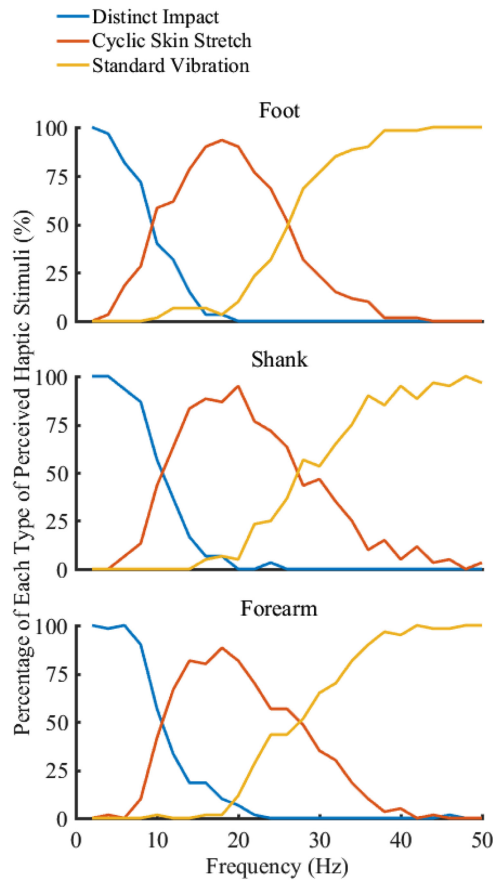 Distinct Impact
Cyclic Skin Stretch
Standard Vibration
Foot
100
75
50
25
0
Shank
100
75
50
25
0
Forearm
100
75
50
25
0
0 10 20 30 40 50
Frequency (Hz)
Percentage of Each Type of Perceived Haptic Stimuli (%)